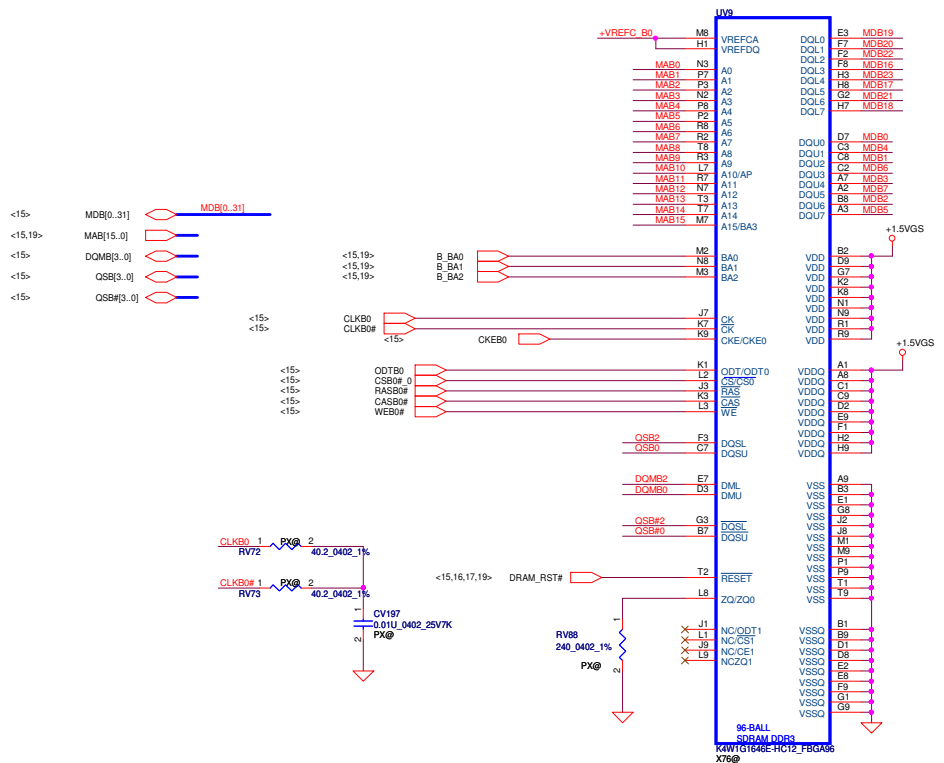 UV9
+VREFC_B0 M8 VREFCA DQL0 E3 MDB19
H1 VREFDQ DQL1 F7 MDB20
DQL2 F2 MDB22
MAB0 N3 A0 DQL3 F8 MDB16
MAB1 P7 A1 DQL4 H3 MDB23
MAB2 P3 A2 DQL5 H8 MDB17
MAB3 N2 A3 DQL6 G2 MDB21
MAB4 P8 A4 DQL7 H7 MDB18
MAB5 P2 A5
MAB6 R8 A6
MAB7 R2 A7 DQU0 D7 MDB0
MAB8 T8 A8 DQU1 C3 MDB4
MAB9 R3 A9 DQU2 C8 MDB1
MAB10 L7 A10/AP DQU3 C2 MDB6
MAB11 R7 A11 DQU4 A7 MDB3
MAB12 N7 A12 DQU5 A2 MDB7
MAB13 T3 A13 DQU6 B8 MDB2
MAB14 T7 A14 DQU7 A3 MDB5
MAB15 M7 A15/BA3
<15> MDB[0..31] MDB[0..31]
<15,19> MAB[15..0]
<15> DQMB[3..0]
<15> QSB[3..0]
<15> QSB#[3..0]
+1.5VGS
<15,19> B_BA0 M2 BA0 VDD B2
<15,19> B_BA1 N8 BA1 VDD D9
<15,19> B_BA2 M3 BA2 VDD G7
VDD K2
VDD K8
VDD N1
<15> CLKB0 J7 CK VDD N9
<15> CLKB0# K7 CK VDD R1
<15> CKEB0 K9 CKE/CKE0 VDD R9
+1.5VGS
<15> ODTB0 K1 ODT/ODT0 VDDQ A1
<15> CSB0#_0 L2 CS/CS0 VDDQ A8
<15> RASB0# J3 RAS VDDQ C1
<15> CASB0# K3 CAS VDDQ C9
<15> WEB0# L3 WE VDDQ D2
VDDQ E9
VDDQ F1
QSB2 F3 DQSL VDDQ H2
QSB0 C7 DQSU VDDQ H9
DQMB2 E7 DML VSS A9
DQMB0 D3 DMU VSS B3
VSS E1
VSS G8
QSB#2 G3 DQSL VSS J2
QSB#0 B7 DQSU VSS J8
VSS M1
VSS M9
VSS P1
<15,16,17,19> DRAM_RST# T2 RESET VSS P9
VSS T1
L8 ZQ/ZQ0 VSS T9
J1 NC/ODT1 VSSQ B1
L1 NC/CS1 VSSQ B9
J9 NC/CE1 VSSQ D1
L9 NCZQ1 VSSQ D8
VSSQ E2
VSSQ E8
VSSQ F9
VSSQ G1
VSSQ G9
CLKB0 1 PX@ 2
RV72 40.2_0402_1%
CLKB0# 1 PX@ 2
RV73 40.2_0402_1%
1
CV197
0.01U_0402_25V7K
2 PX@
1
RV88
240_0402_1%
PX@
2
96-BALL
SDRAM DDR3
K4W1G1646E-HC12_FBGA96
X76@